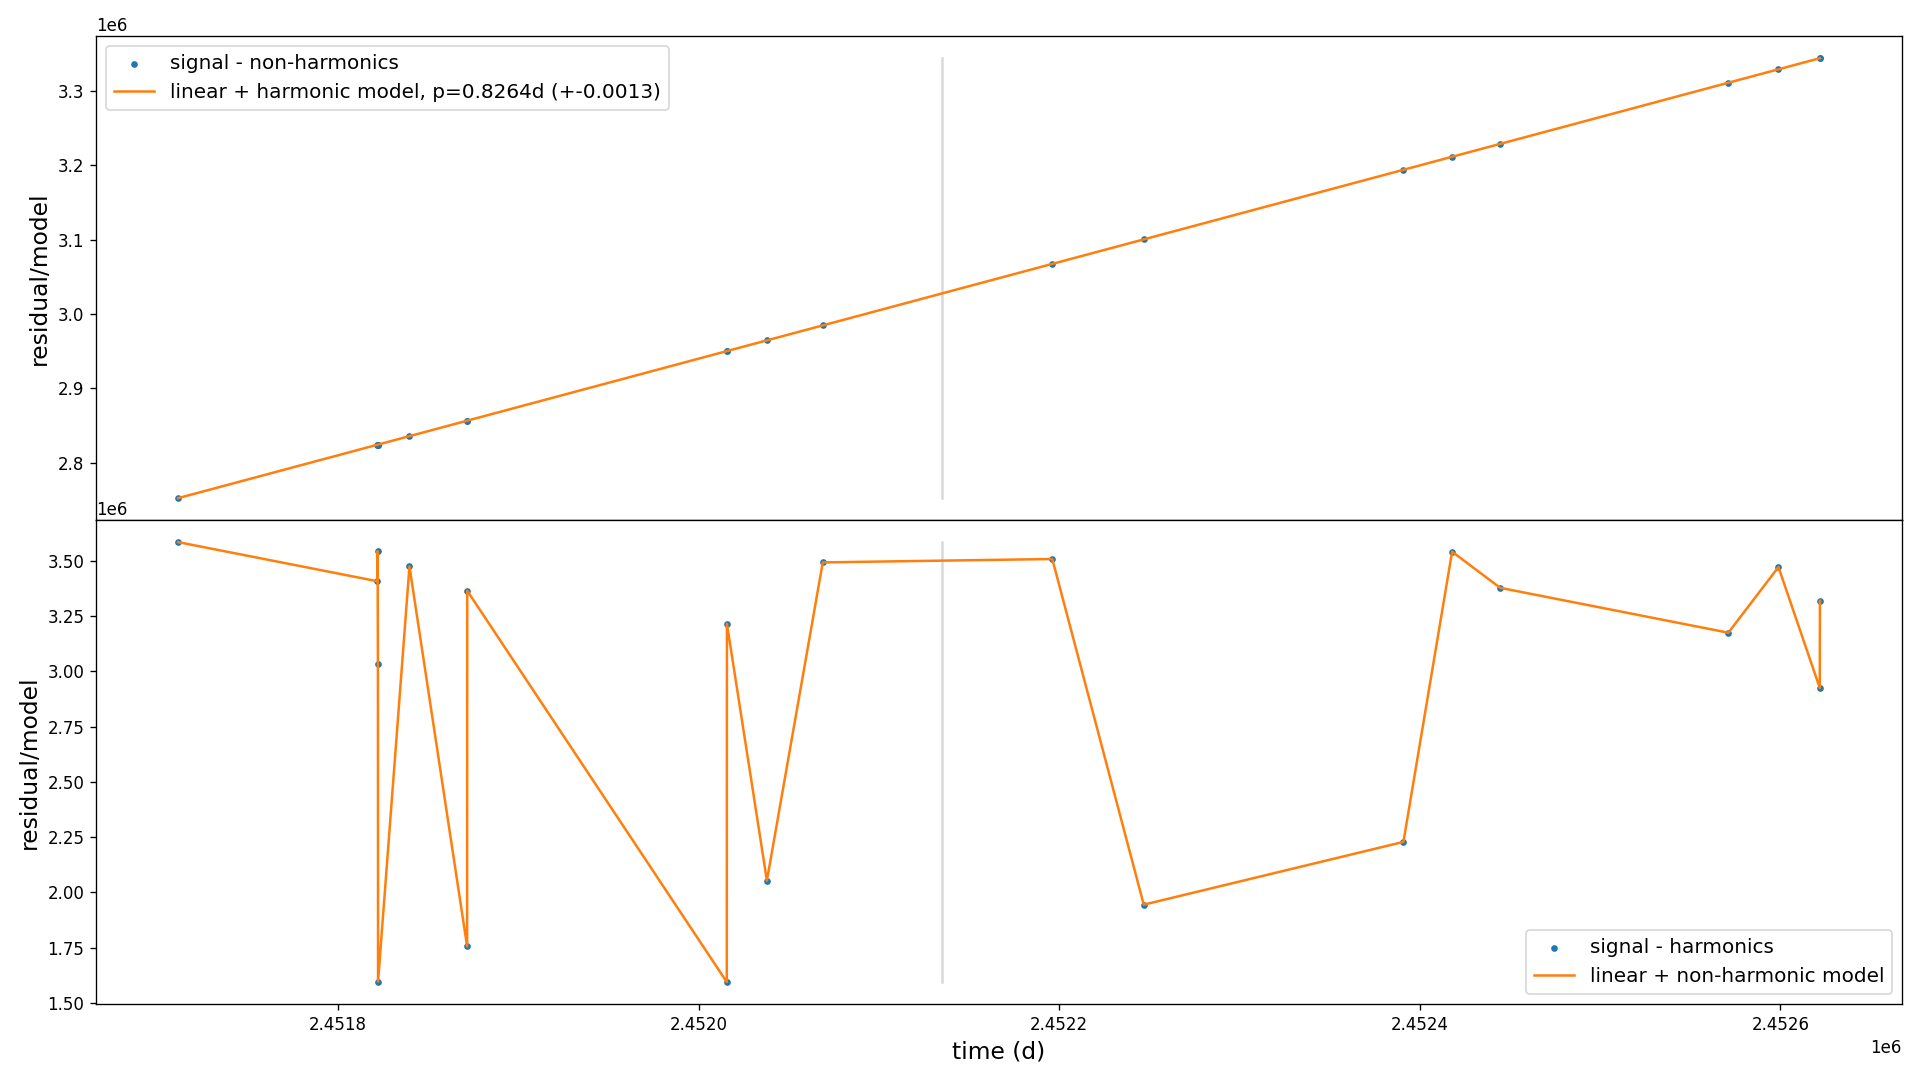 1e6
signal - non-harmonics
linear + harmonic model, p=0.8264d (+-0.0013)
3.3
3.2
3.1
3.0
2.9
2.8
residual/model
1e6
3.50
3.25
3.00
2.75
2.50
2.25
2.00
1.75
1.50
residual/model
signal - harmonics
linear + non-harmonic model
2.4518
2.4520
2.4522
2.4524
2.4526
time (d)
1e6